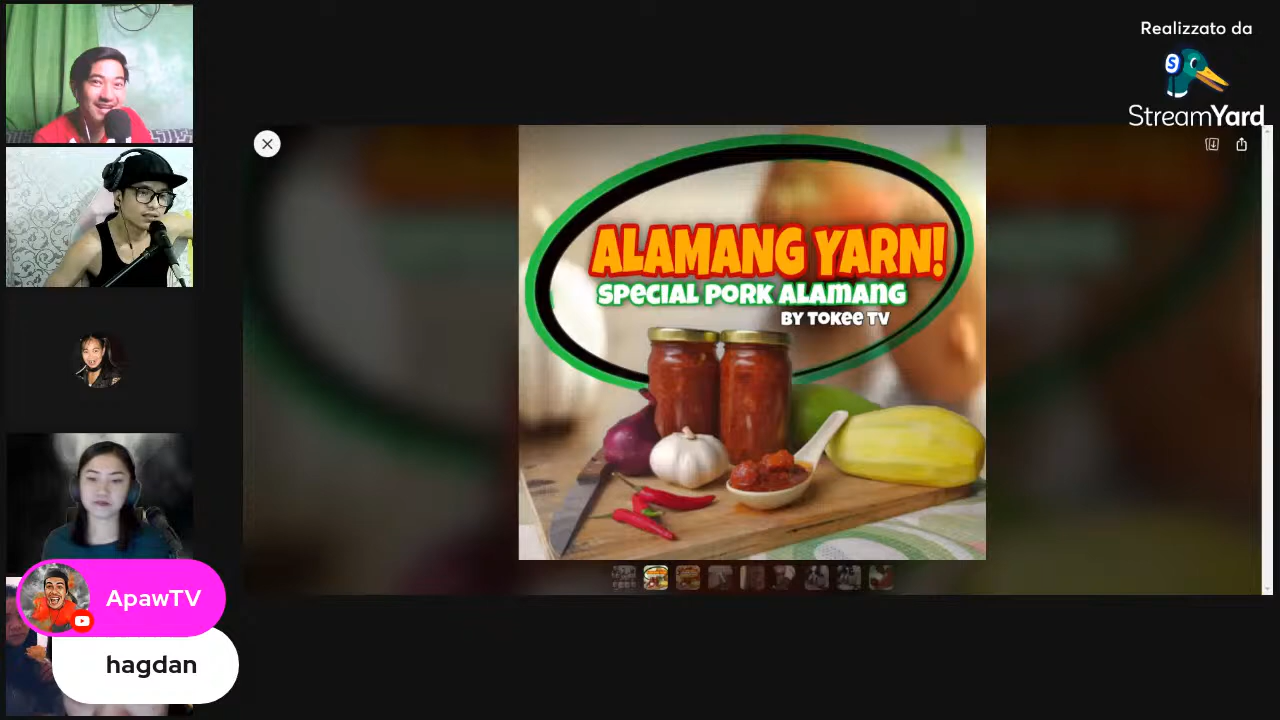 Realizzato da
S
StreamYard
ALAMANG YARN!
SPECIAL PORK ALAMANG
BY TOKEE TV
ApawTV
hagdan